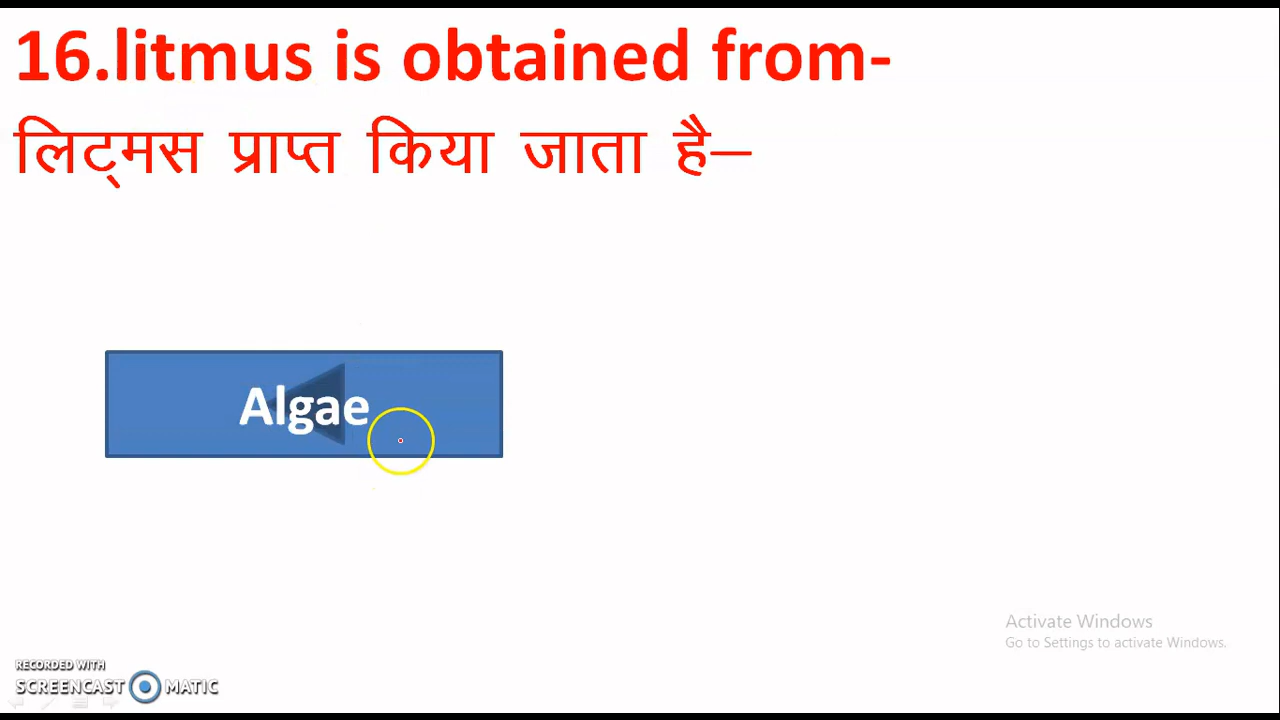 16.litmus is obtained from-
लिट्मस प्राप्त किया जाता है–
Algae
Activate Windows
Go to Settings to activate Windows.
RECORDED WITH
SCREENCAST MATIC